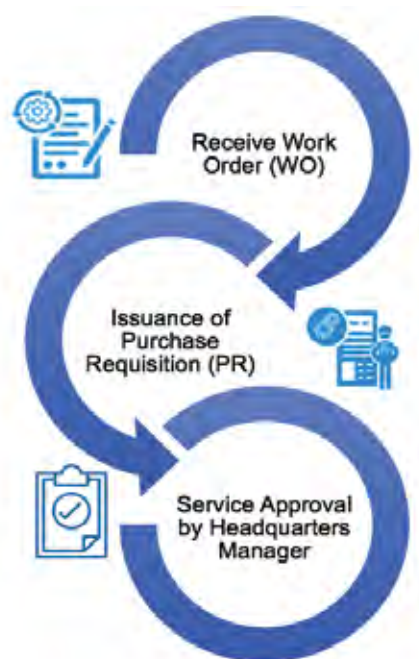 Receive Work
Order (WO)
Issuance of
Purchase
Requisition (PR)
Service Approval
by Headquarters
Manager